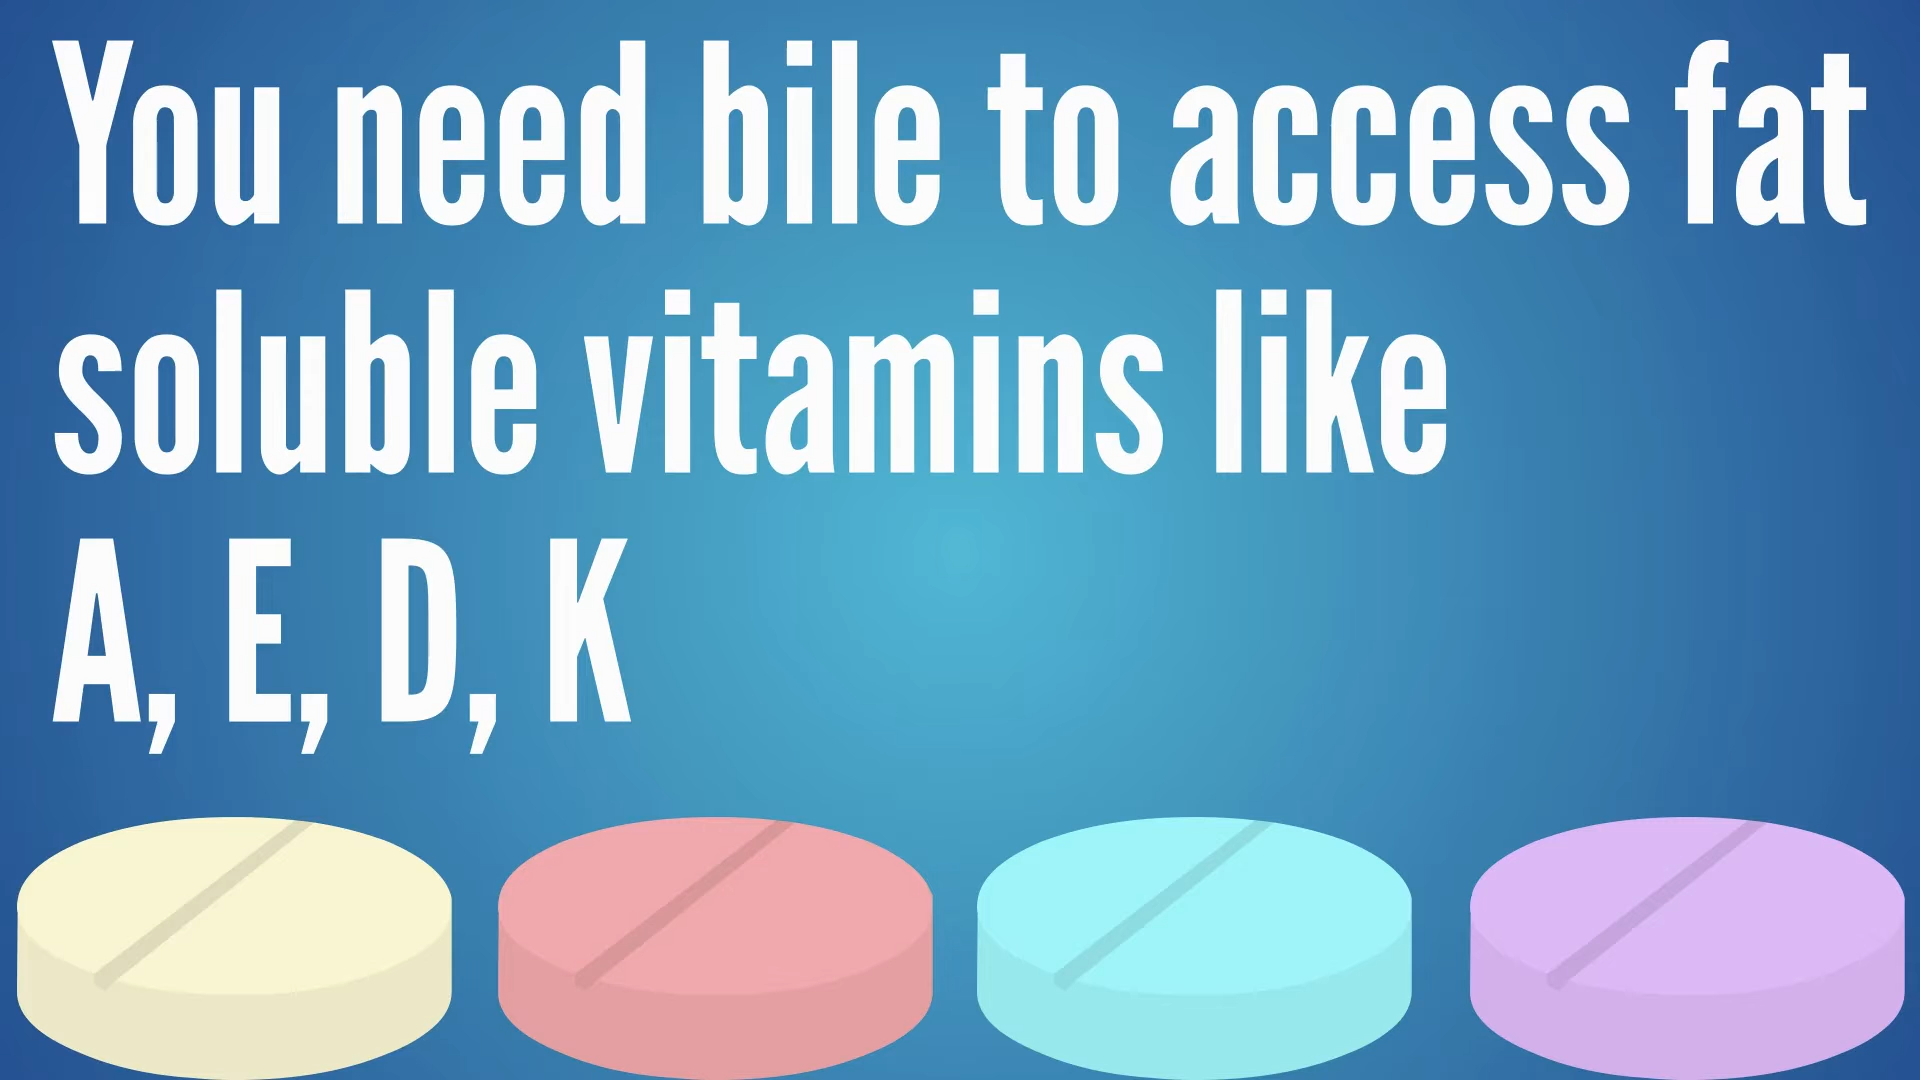 You need bile to access fat
soluble vitamins like
A, E, D, K